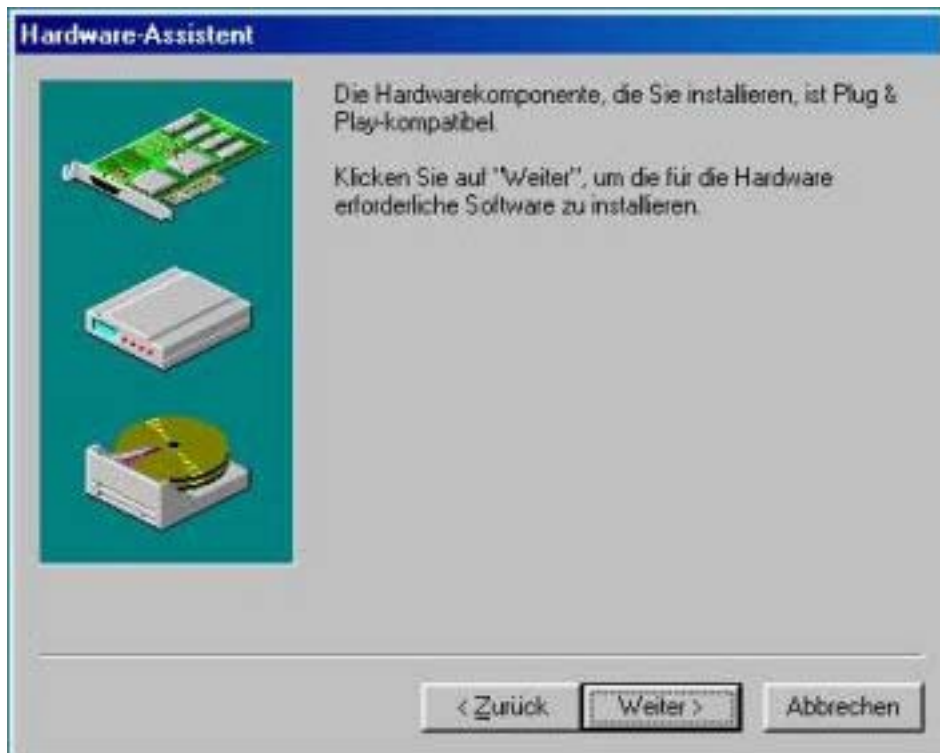 Hardware-Assistent
Die Hardwarekomponente, die Sie installieren, ist Plug &
Play-kompatibel.
Klicken Sie auf "Weiter", um die für die Hardware
erforderliche Software zu installieren.
< Zurück
Weiter >
Abbrechen